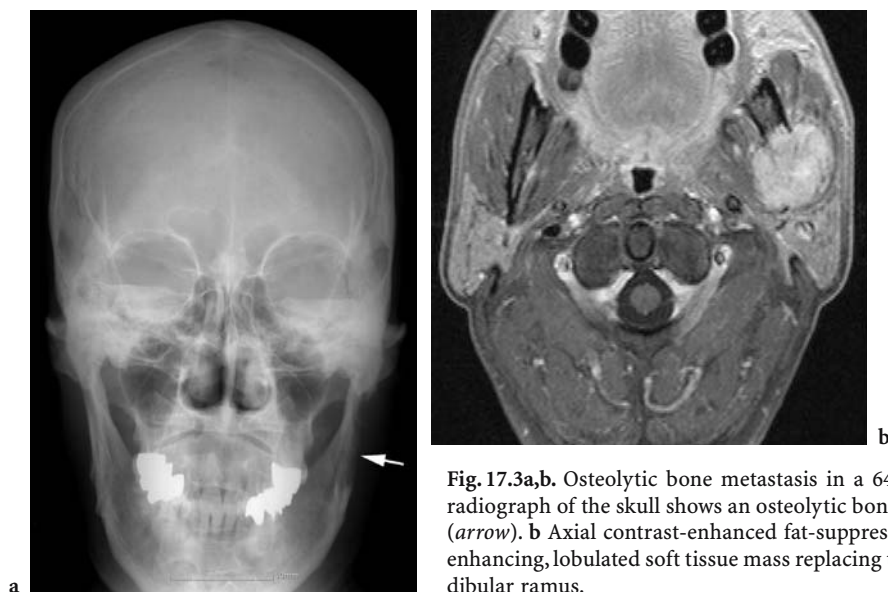 a
b
Fig. 17.3a,b. Osteolytic bone metastasis in a 64
radiograph of the skull shows an osteolytic bon
(arrow). b Axial contrast-enhanced fat-suppres
enhancing, lobulated soft tissue mass replacing
dibular ramus.